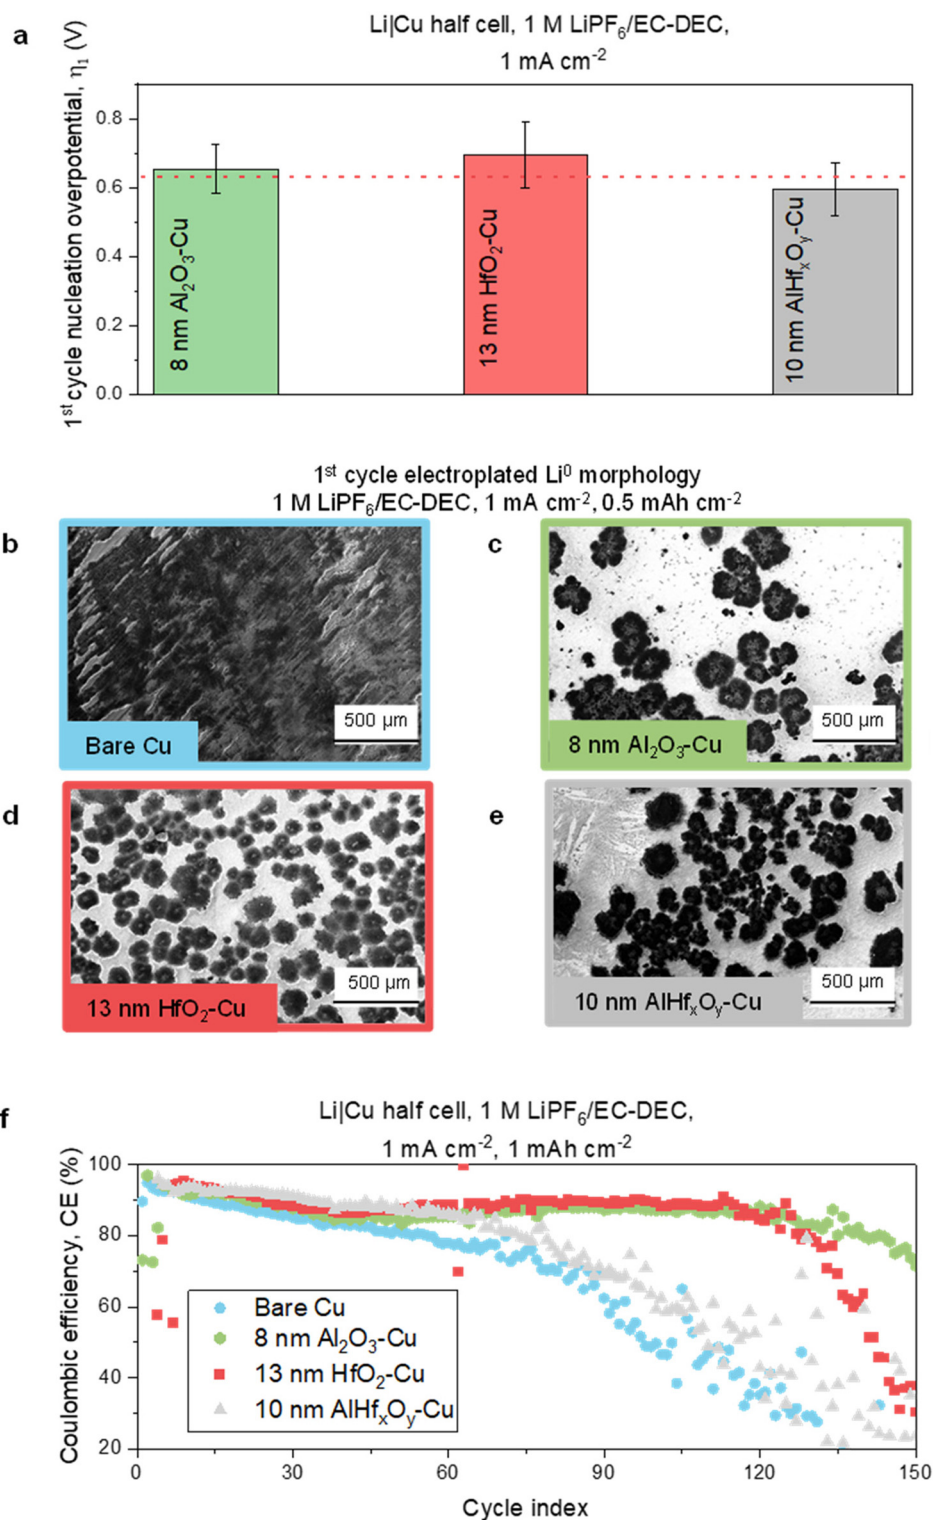 a
Li|Cu half cell, 1 M LiPF₆/EC-DEC,
1 mA cm⁻²
1ˢᵗ cycle nucleation overpotential, η₁ (V)
0.8
0.6
0.4
0.2
0.0
8 nm Al₂O₃-Cu
13 nm HfO₂-Cu
10 nm AlHfₓOᵧ-Cu
1ˢᵗ cycle electroplated Li⁰ morphology
1 M LiPF₆/EC-DEC, 1 mA cm⁻², 0.5 mAh cm⁻²
b
500 µm
Bare Cu
c
500 µm
8 nm Al₂O₃-Cu
d
500 µm
13 nm HfO₂-Cu
e
500 µm
10 nm AlHfₓOᵧ-Cu
f
Li|Cu half cell, 1 M LiPF₆/EC-DEC,
1 mA cm⁻², 1 mAh cm⁻²
Coulombic efficiency, CE (%)
100
80
60
40
20
Bare Cu
8 nm Al₂O₃-Cu
13 nm HfO₂-Cu
10 nm AlHfₓOᵧ-Cu
0 30 60 90 120 150
Cycle index